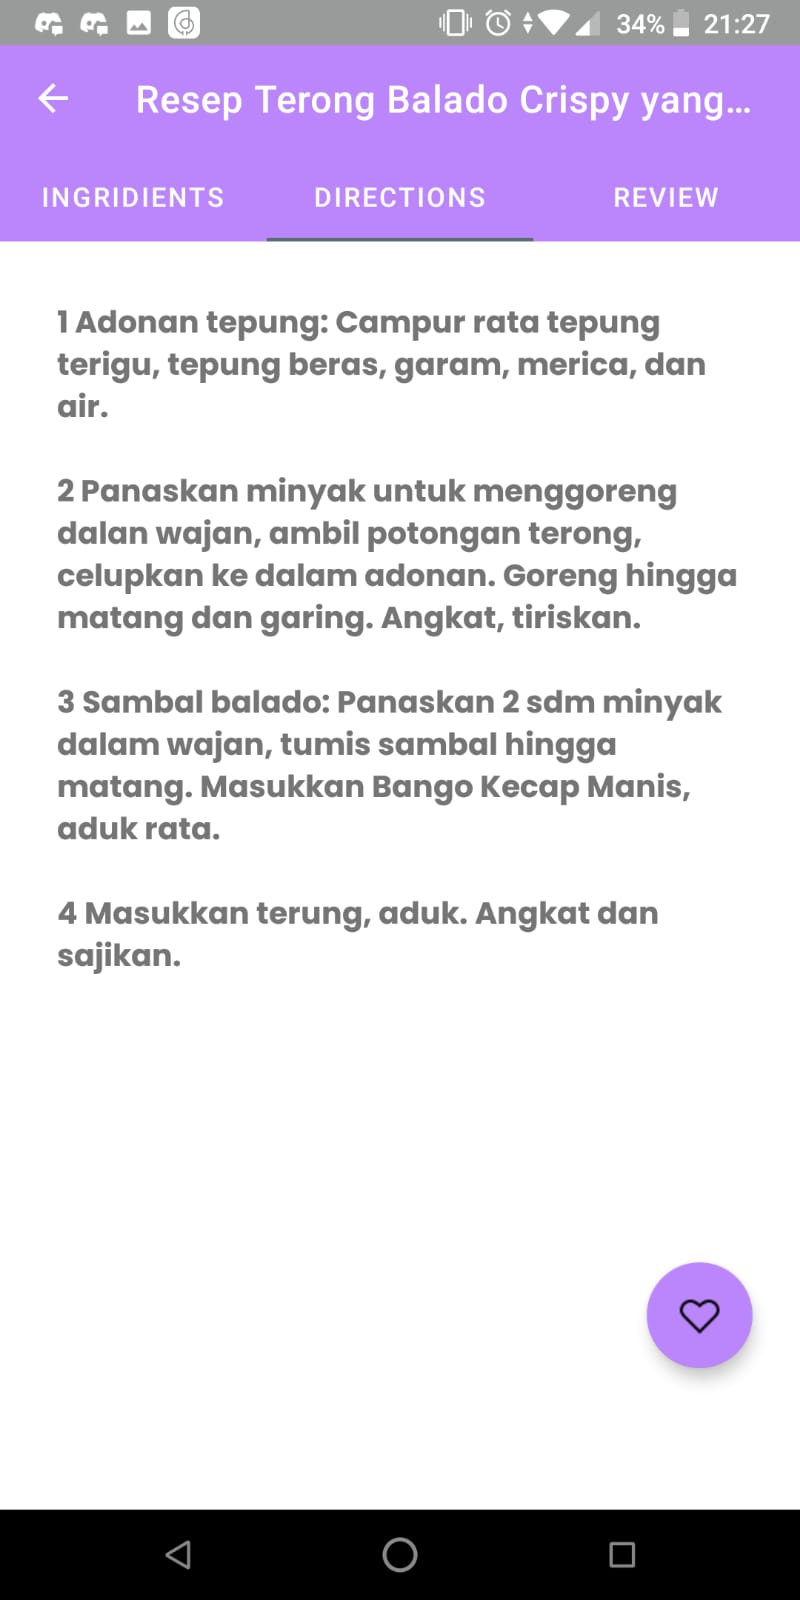 34% 21:27
Resep Terong Balado Crispy yang...
INGRIDIENTS DIRECTIONS REVIEW
1 Adonan tepung: Campur rata tepung
terigu, tepung beras, garam, merica, dan
air.
2 Panaskan minyak untuk menggoreng
dalan wajan, ambil potongan terong,
celupkan ke dalam adonan. Goreng hingga
matang dan garing. Angkat, tiriskan.
3 Sambal balado: Panaskan 2 sdm minyak
dalam wajan, tumis sambal hingga
matang. Masukkan Bango Kecap Manis,
aduk rata.
4 Masukkan terung, aduk. Angkat dan
sajikan.